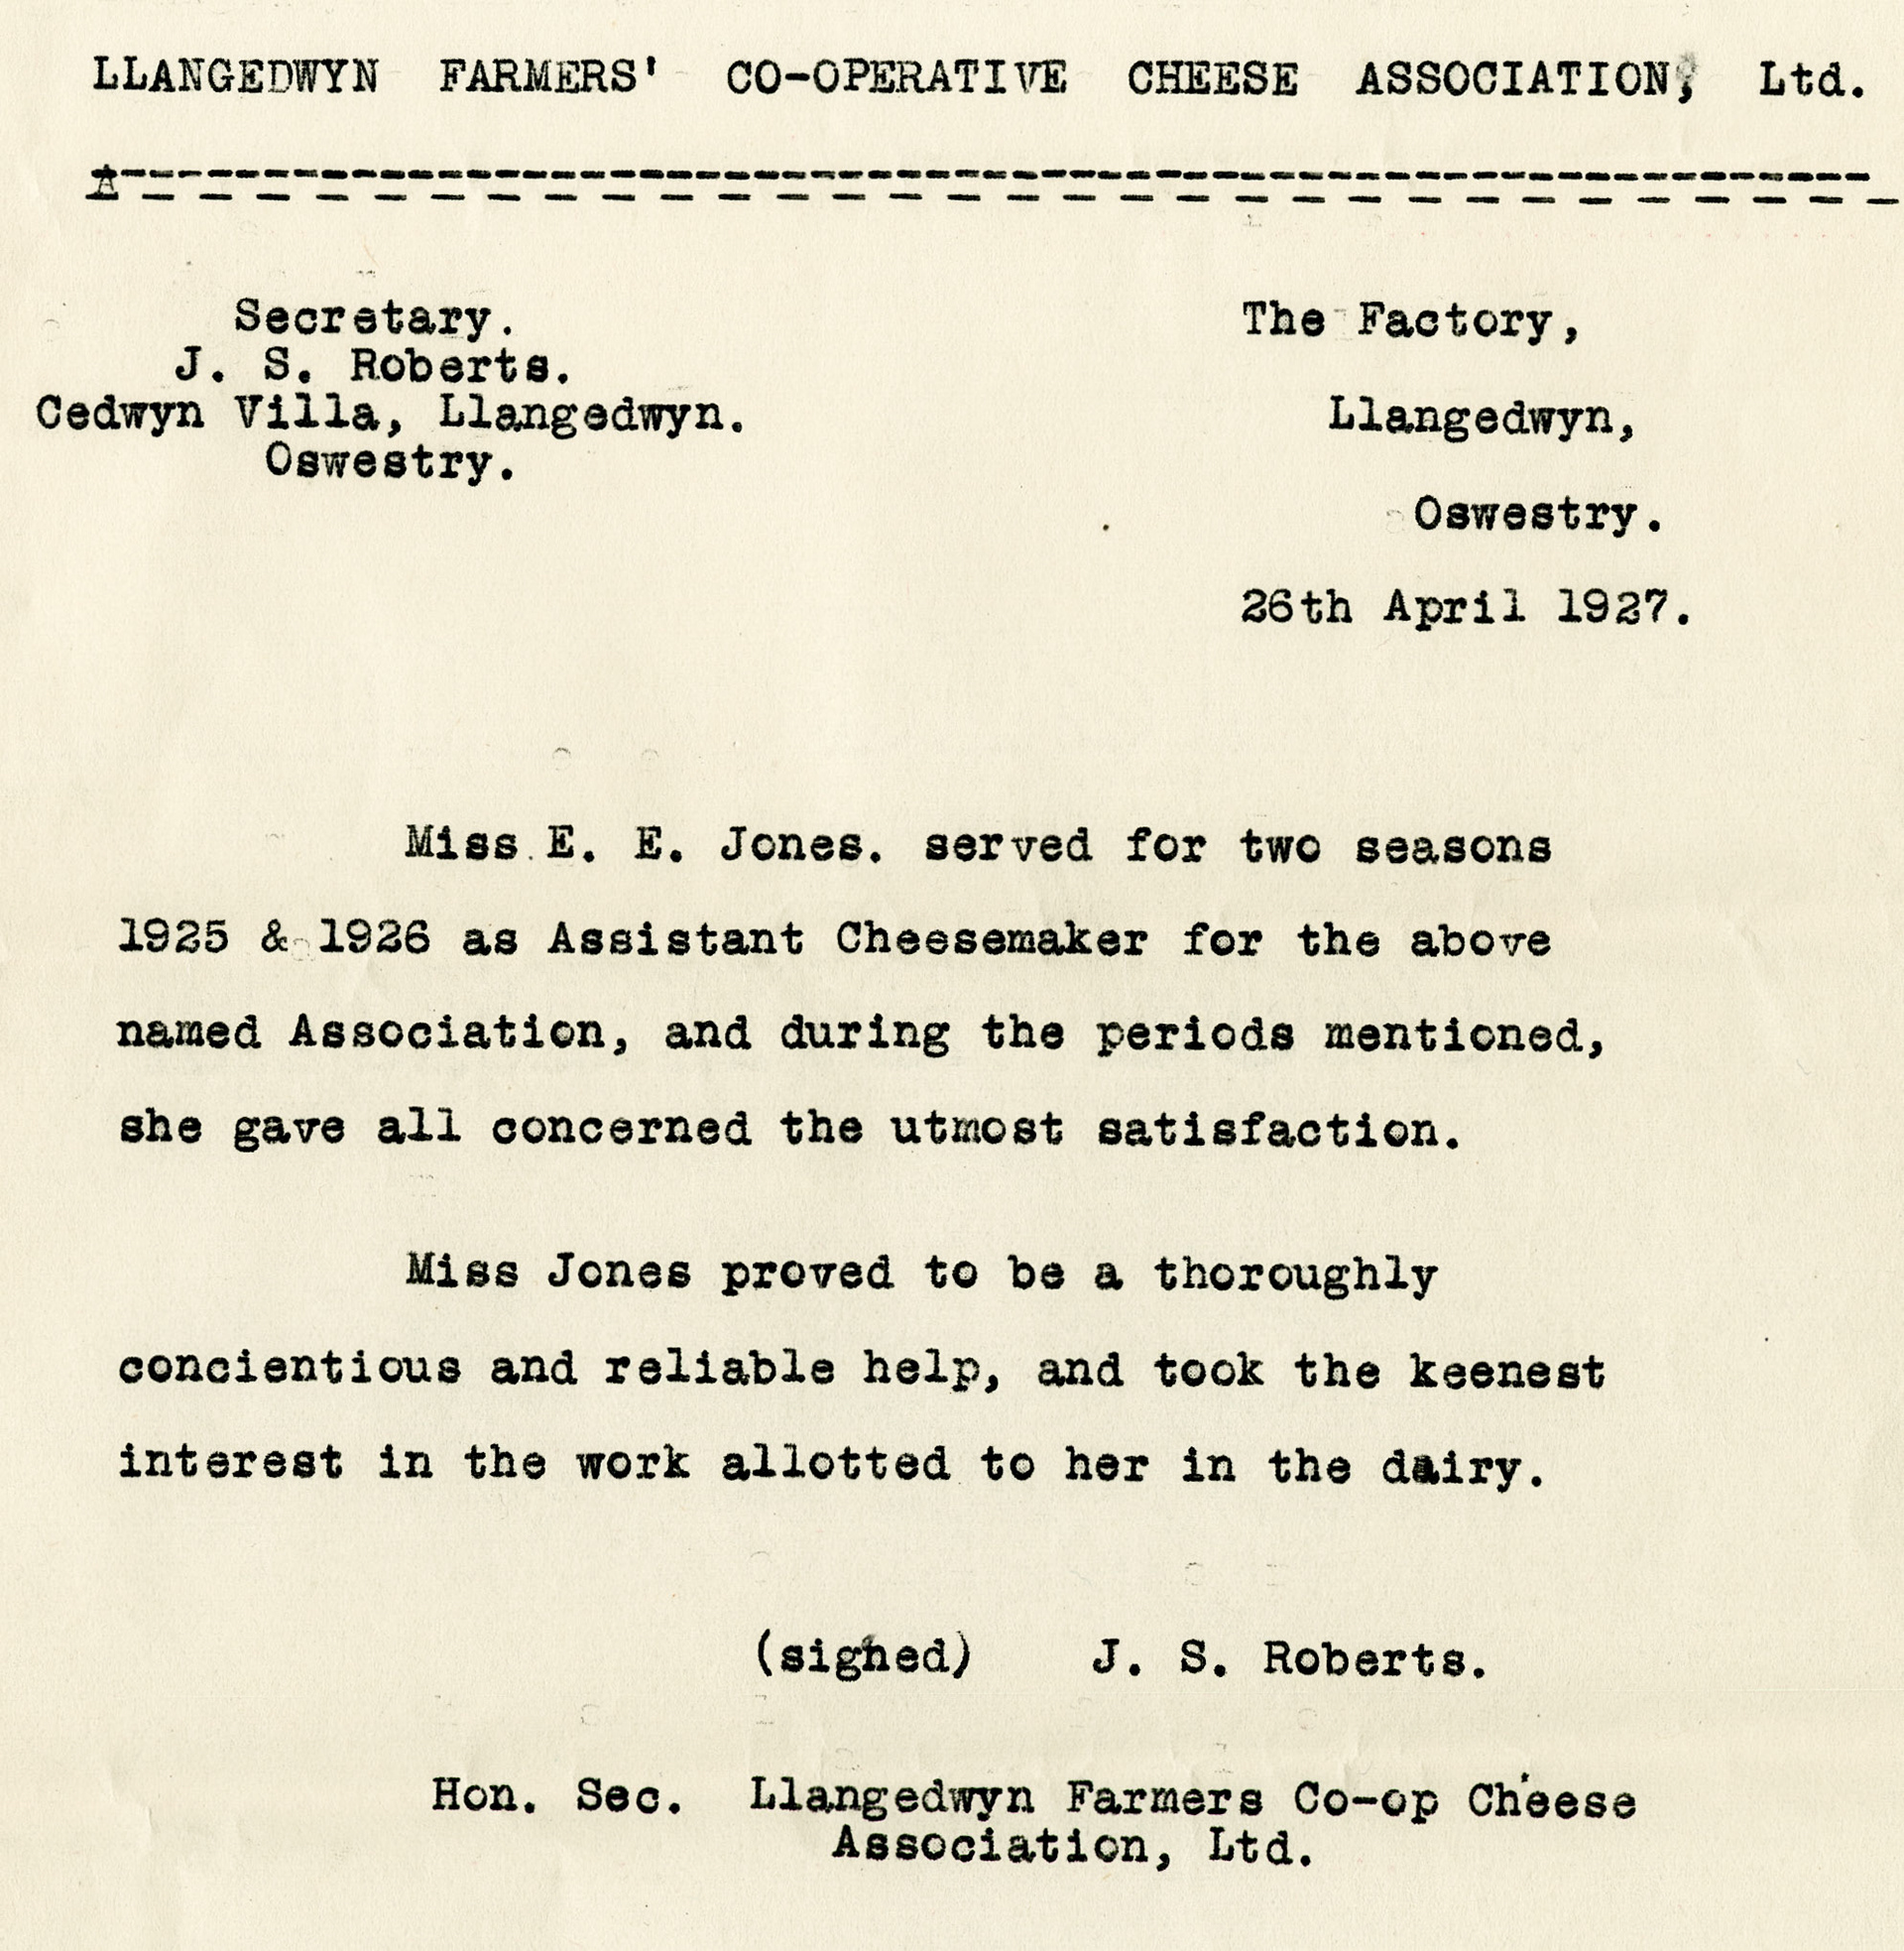 LLANGEDWYN FARMERS' CO-OPERATIVE CHEESE ASSOCIATION, Ltd.
Secretary.
J. S. Roberts.
Cedwyn Villa, Llangedwyn.
Oswestry.
The Factory,
Llangedwyn,
Oswestry.
26th April 1927.
Miss E. E. Jones. served for two seasons
1925 & 1926 as Assistant Cheesemaker for the above
named Association, and during the periods mentioned,
she gave all concerned the utmost satisfaction.
Miss Jones proved to be a thoroughly
concientious and reliable help, and took the keenest
interest in the work allotted to her in the dairy.
(signed) J. S. Roberts.
Hon. Sec. Llangedwyn Farmers Co-op Cheese
Association, Ltd.